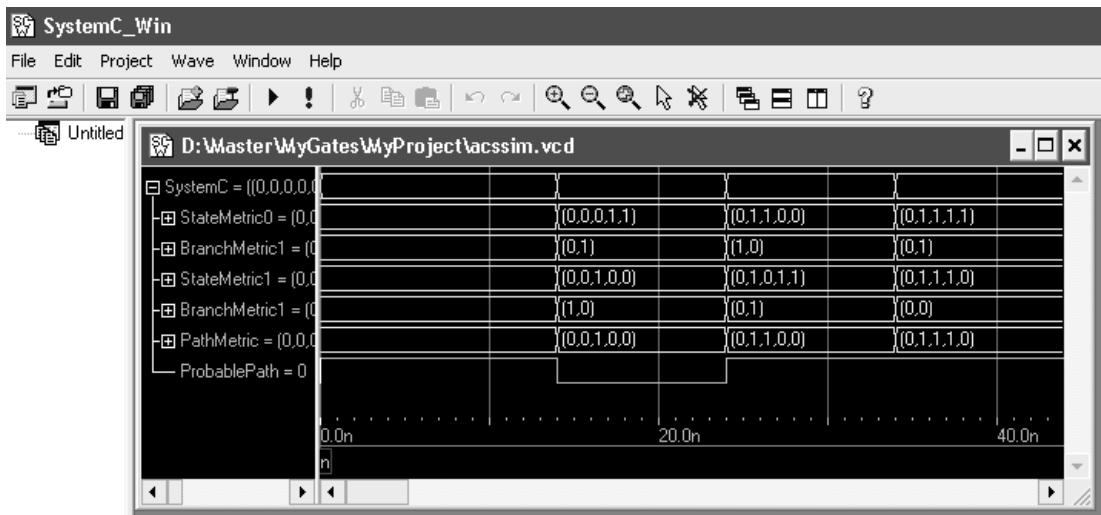 SystemC_Win
File Edit Project Wave Window Help
Untitled
D:\Master\MyGates\MyProject\acssim.vcd
SystemC = ((0,0,0,0,0
StateMetric0 = (0,0 (0,0,0,1,1) (0,1,1,0,0) (0,1,1,1,1)
BranchMetric1 = (0 (0,1) (1,0) (0,1)
StateMetric1 = (0,0 (0,0,1,0,0) (0,1,0,1,1) (0,1,1,1,0)
BranchMetric1 = (0 (1,0) (0,1) (0,0)
PathMetric = (0,0,0 (0,0,1,0,0) (0,1,1,0,0) (0,1,1,1,0)
ProbablePath = 0
0.0n 20.0n 40.0n
n